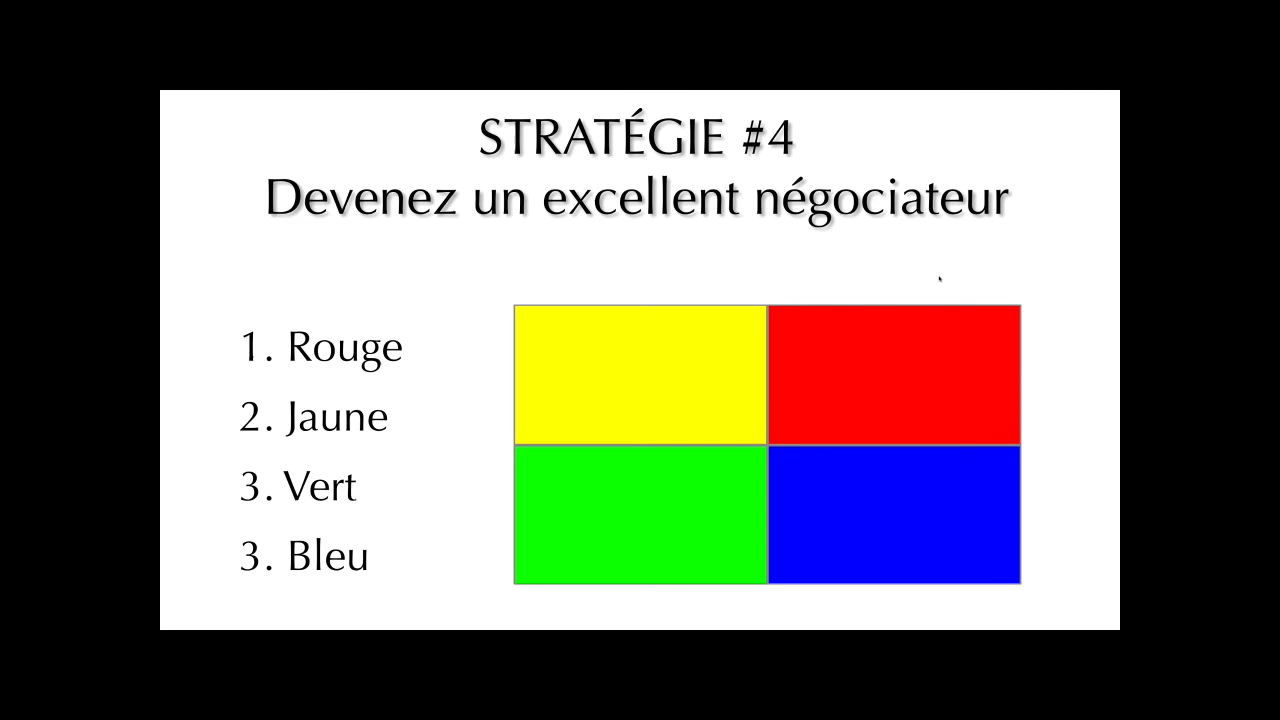 STRATÉGIE #4
Devenez un excellent négociateur
1. Rouge
2. Jaune
3. Vert
3. Bleu